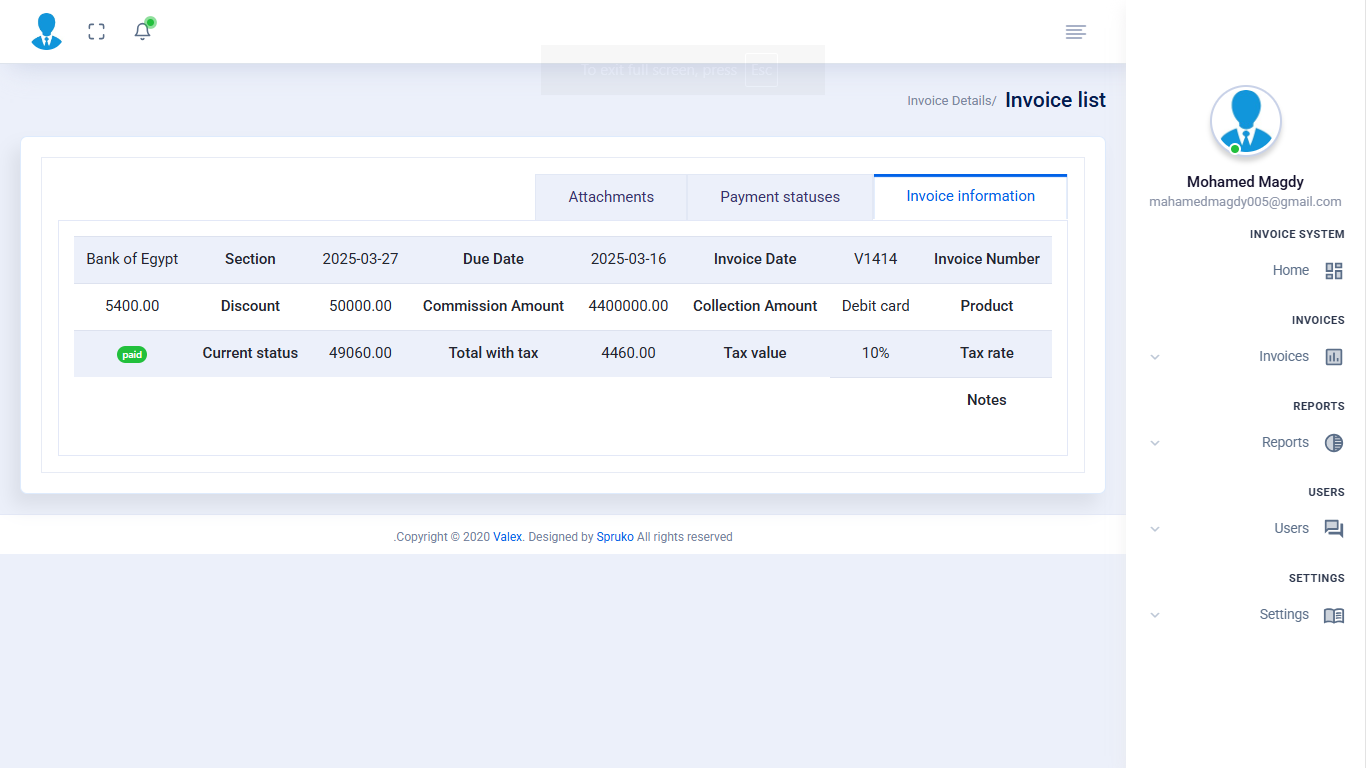 To exit full screen, press Esc
Invoice Details/ Invoice list
Attachments Payment statuses Invoice information
Bank of Egypt Section 2025-03-27 Due Date 2025-03-16 Invoice Date V1414 Invoice Number
5400.00 Discount 50000.00 Commission Amount 4400000.00 Collection Amount Debit card Product
paid Current status 49060.00 Total with tax 4460.00 Tax value 10% Tax rate
Notes
.Copyright © 2020 Valex. Designed by Spruko All rights reserved
Mohamed Magdy
mahamedmagdy005@gmail.com
INVOICE SYSTEM
Home
INVOICES
Invoices
REPORTS
Reports
USERS
Users
SETTINGS
Settings